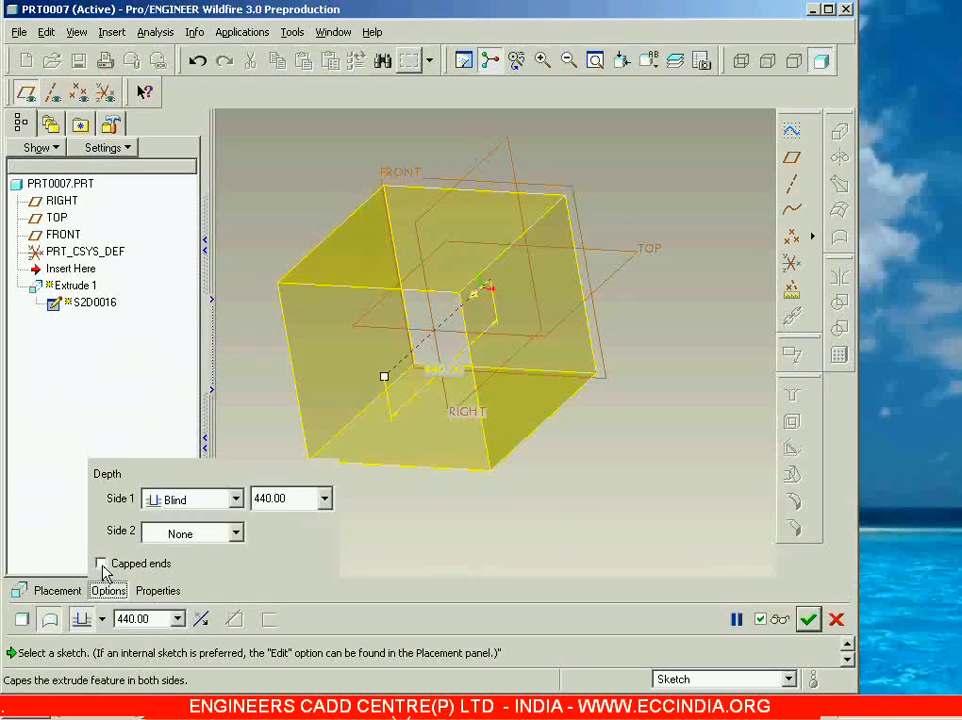 PRT0007 (Active) - Pro/ENGINEER Wildfire 3.0 Preproduction
File Edit View Insert Analysis Info Applications Tools Window Help
Show Settings
PRT0007.PRT
RIGHT
TOP
FRONT
PRT_CSYS_DEF
Insert Here
Extrude 1
S2D0016
FRONT
TOP
440.00
RIGHT
Depth
Side 1 Blind 440.00
Side 2 None
Capped ends
Placement Options Properties
440.00
Select a sketch. (If an internal sketch is preferred, the "Edit" option can be found in the Placement panel.)"
Capes the extrude feature in both sides.
Sketch
ENGINEERS CADD CENTRE(P) LTD - INDIA - WWW.ECCINDIA.ORG